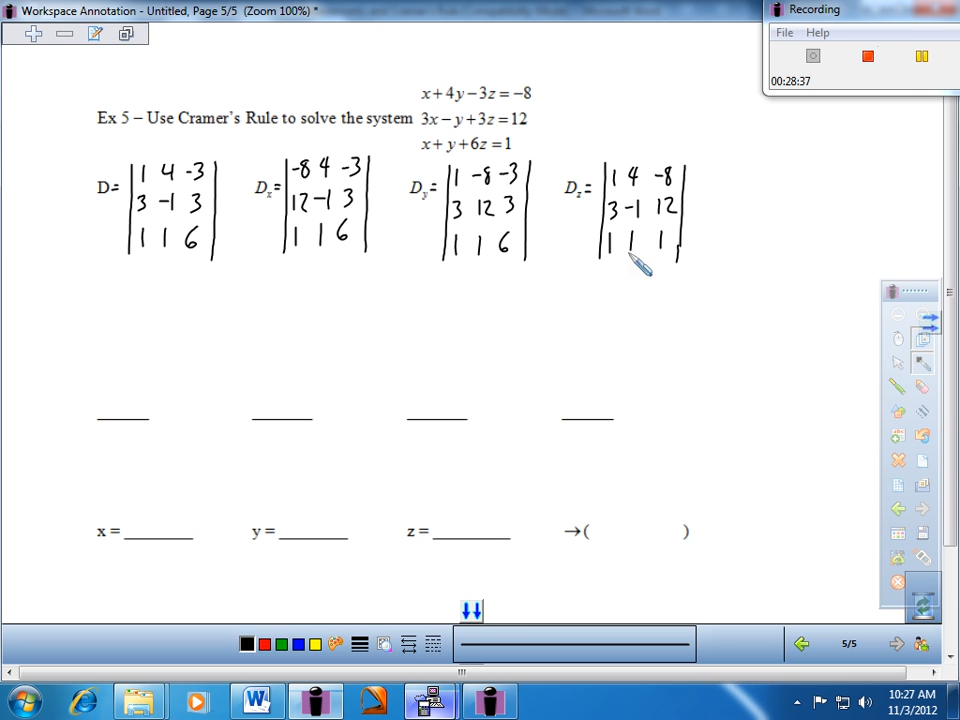 Workspace Annotation - Untitled, Page 5/5 (Zoom 100%) *
Recording
File Help
00:28:37
x + 4y − 3z = −8
Ex 5 – Use Cramer's Rule to solve the system 3x − y + 3z = 12
x + y + 6z = 1
D= |1 4 -3| Dx= |-8 4 -3| Dy= |1 -8 -3| Dz= |1 4 -8|
|3 -1 3| |12 -1 3| |3 12 3| |3 -1 12|
|1 1 6| |1 1 6| |1 1 6| |1 1 1|
x = ________ y = ________ z = ________ →( )
5/5
10:27 AM
11/3/2012